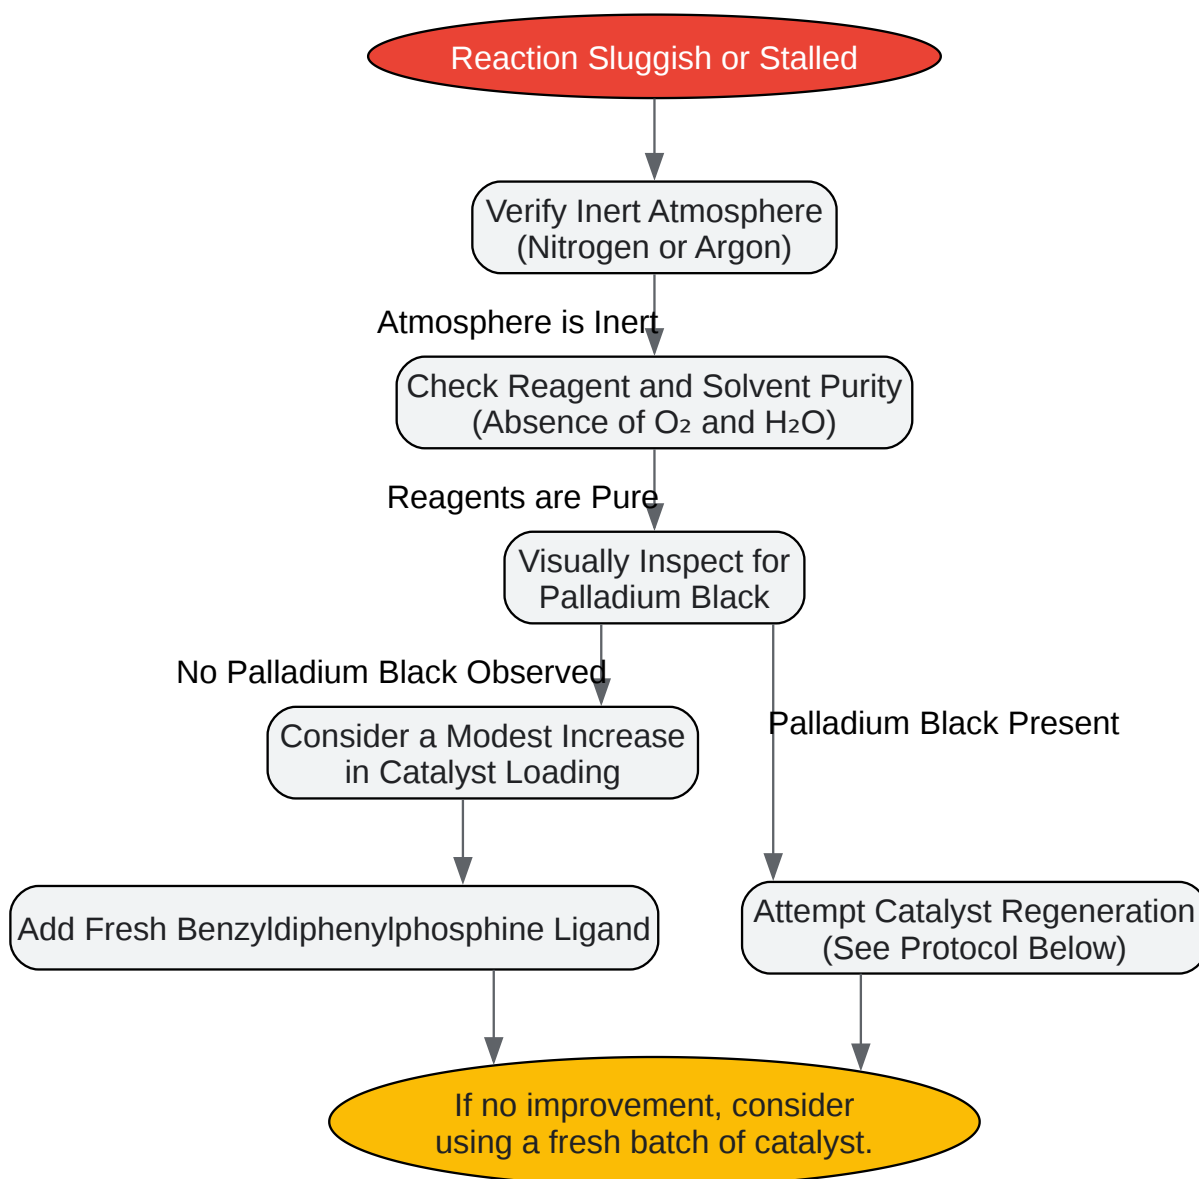 Reaction Sluggish or Stalled
Verify Inert Atmosphere
(Nitrogen or Argon)
Atmosphere is Inert
Check Reagent and Solvent Purity
(Absence of O₂ and H₂O)
Reagents are Pure
Visually Inspect for
Palladium Black
No Palladium Black Observed
Palladium Black Present
Consider a Modest Increase
in Catalyst Loading
Add Fresh Benzyldiphenylphosphine Ligand
Attempt Catalyst Regeneration
(See Protocol Below)
If no improvement, consider
using a fresh batch of catalyst.